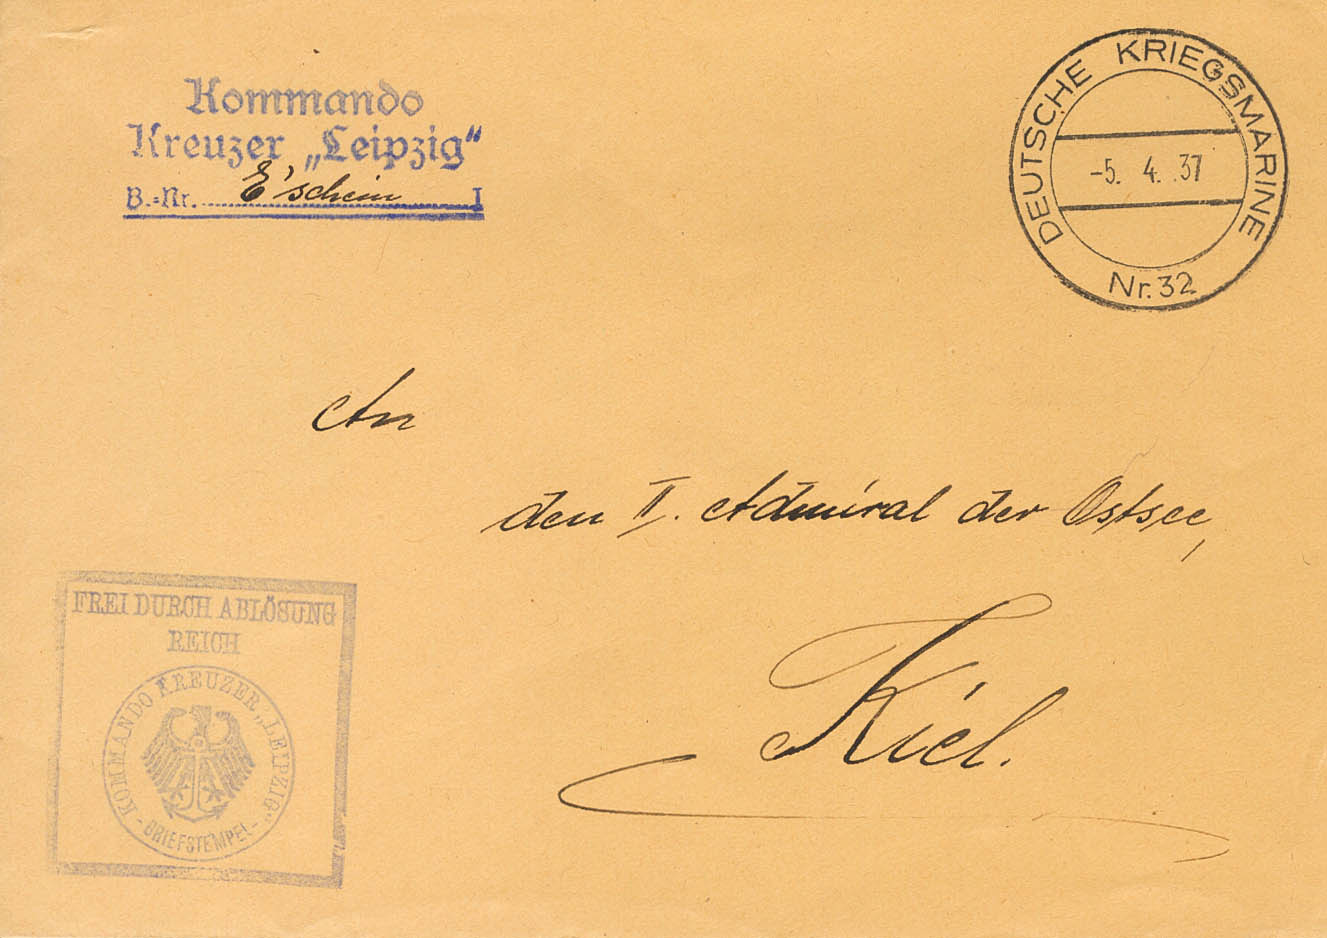 Kommando
Kreuzer „Leipzig“
B.-Nr. E'schein I
DEUTSCHE KRIEGSMARINE
-5. 4. 37
Nr. 32
An
den II. Admiral der Ostsee,
Kiel.
FREI DURCH ABLÖSUNG
REICH
KOMMANDO KREUZER „LEIPZIG“
- BRIEFSTEMPEL -